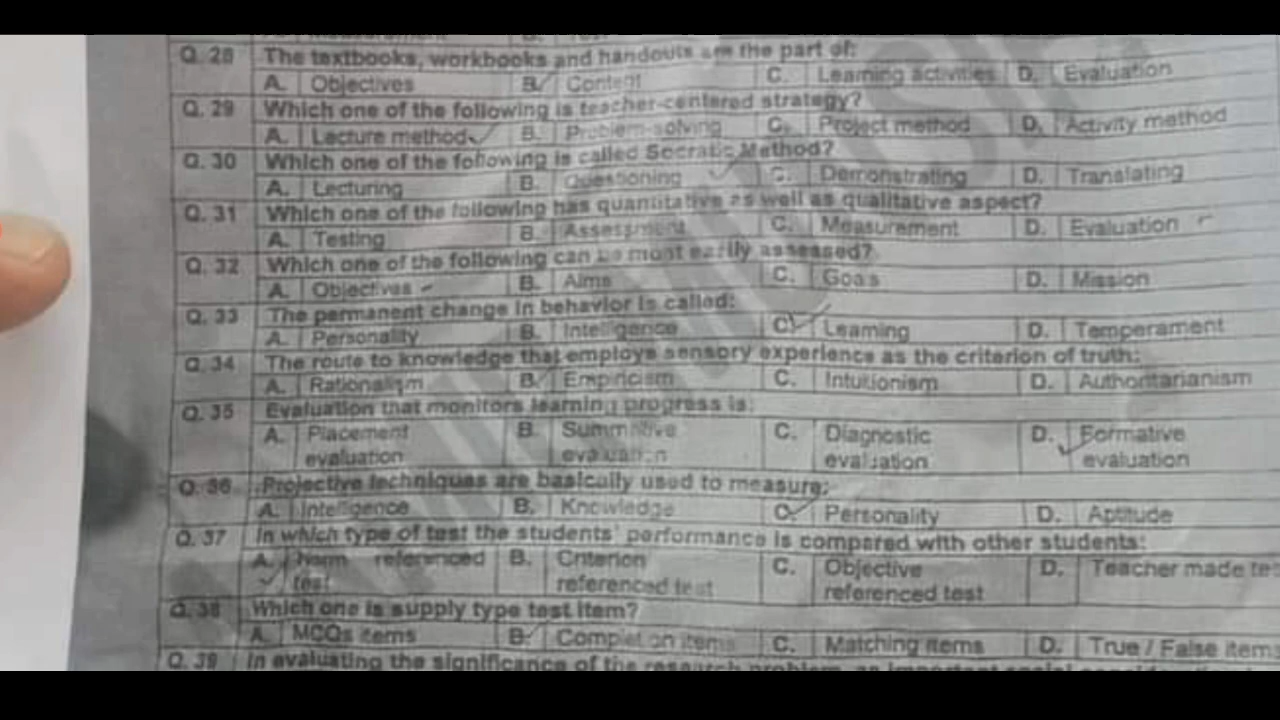 Q. 28 The textbooks, workbooks and handouts are the part of:
A. Objectives B. Content C. Learning activities D. Evaluation
Q. 29 Which one of the following is teacher-centered strategy?
A. Lecture method B. Problem-solving C. Project method D. Activity method
Q. 30 Which one of the following is called Socratic Method?
A. Lecturing B. Questioning C. Demonstrating D. Translating
Q. 31 Which one of the following has quantitative as well as qualitative aspect?
A. Testing B. Assessment C. Measurement D. Evaluation
Q. 32 Which one of the following can be most earily assessed?
A. Objectives B. Aims C. Goas D. Mission
Q. 33 The permanent change in behavior is called:
A. Personality B. Intelligence C. Learning D. Temperament
Q. 34 The route to knowledge that employs sensory experience as the criterion of truth:
A. Rationalism B. Empiricism C. Intuitionism D. Authoritarianism
Q. 35 Evaluation that monitors learning progress is:
A. Placement B. Summative C. Diagnostic D. Formative
evaluation evaluation evaluation evaluation
Q. 36 Projective techniques are basically used to measure:
A. Intelligence B. Knowledge C. Personality D. Aptitude
Q. 37 In which type of test the students' performance is compared with other students:
A. Norm referenced B. Criterion C. Objective D. Teacher made
test referenced test referenced test
Q. 38 Which one is supply type test item?
A. MCQs items B. Completion items C. Matching items D. True / False items
Q. 39 In evaluating the significance of the research problem, an important social